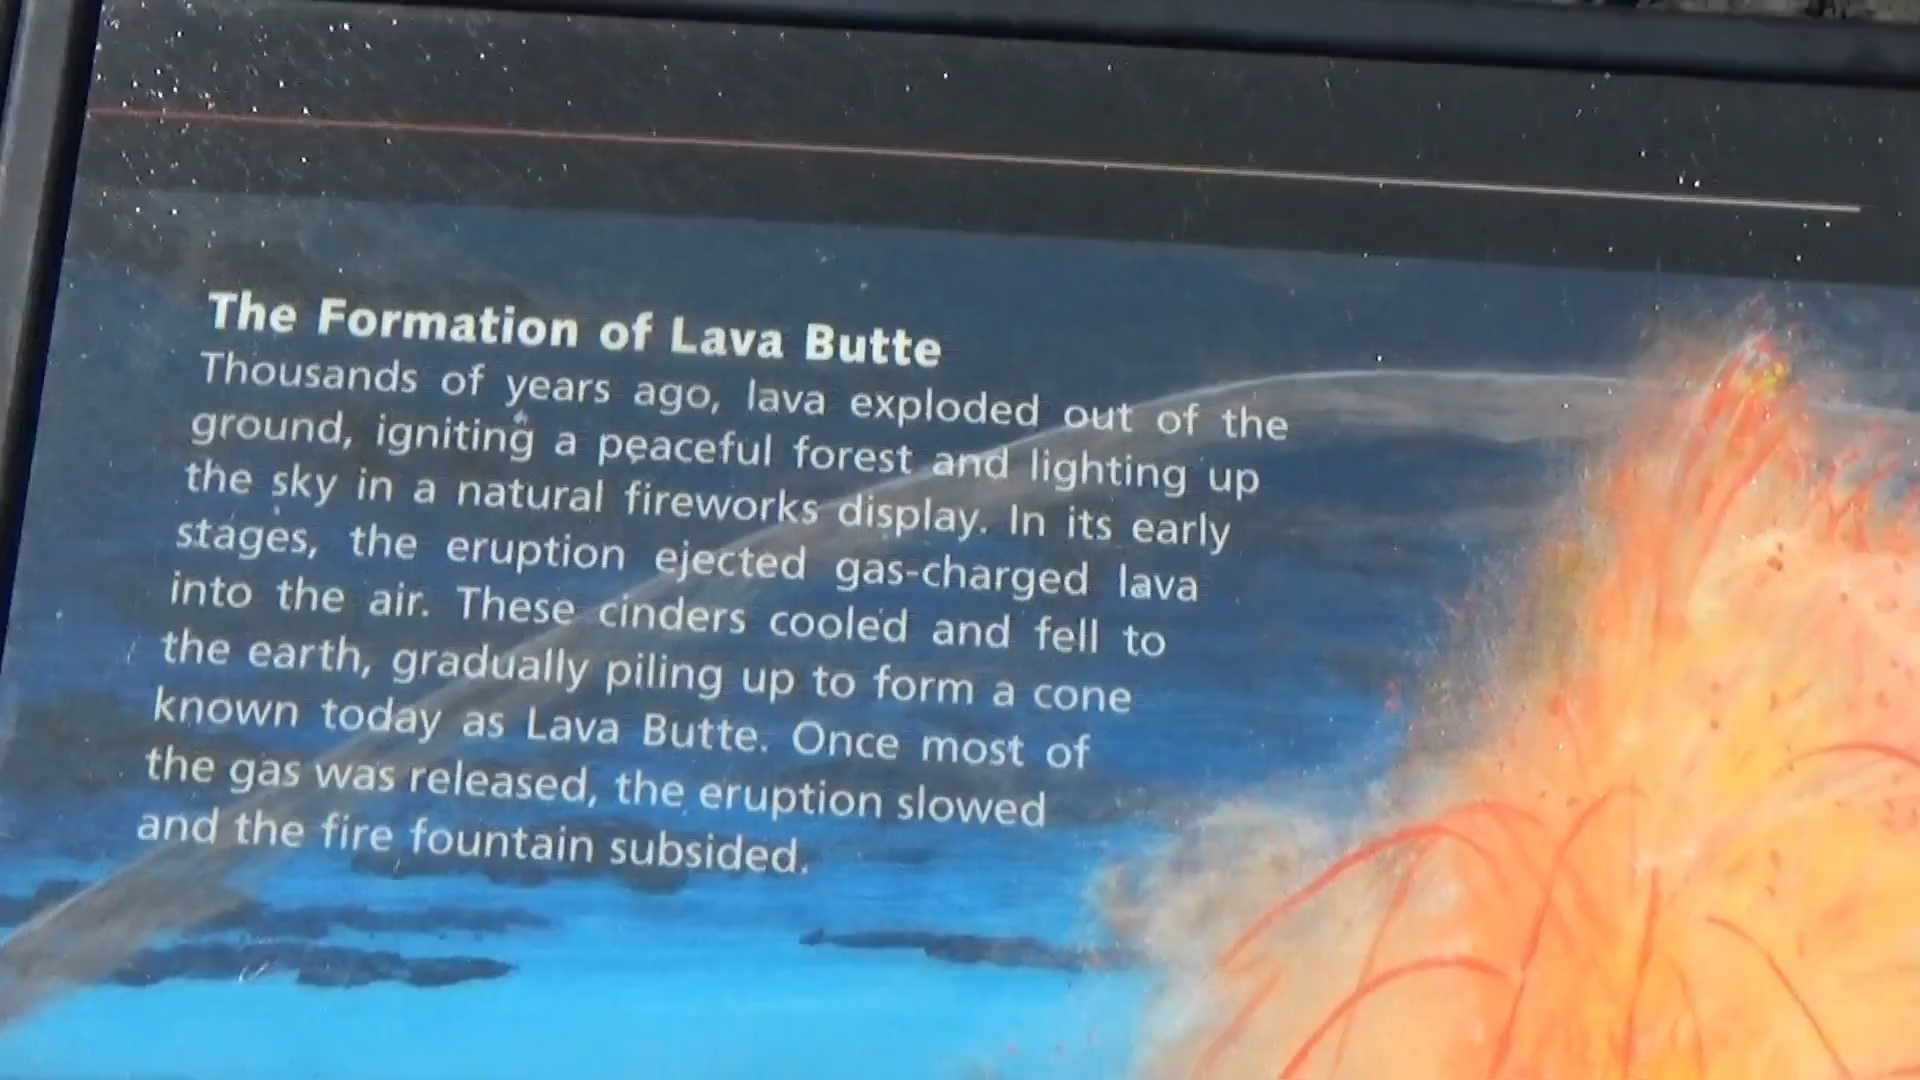 The Formation of Lava Butte
Thousands of years ago, lava exploded out of the
ground, igniting a peaceful forest and lighting up
the sky in a natural fireworks display. In its early
stages, the eruption ejected gas-charged lava
into the air. These cinders cooled and fell to
the earth, gradually piling up to form a cone
known today as Lava Butte. Once most of
the gas was released, the eruption slowed
and the fire fountain subsided.